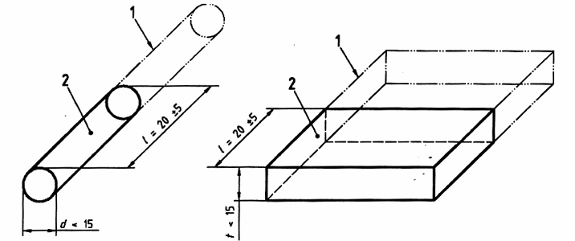 1
2
l = 20 ±5
d < 15
1
2
l = 20 ±5
t < 15